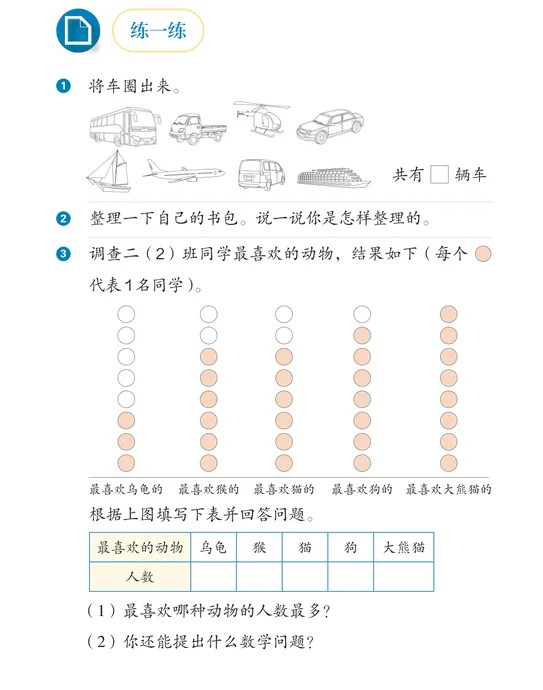 练一练
1 将车圈出来。
共有 辆车
2 整理一下自己的书包。说一说你是怎样整理的。
3 调查二（2）班同学最喜欢的动物，结果如下（每个
代表1名同学）。
最喜欢乌龟的 最喜欢猴的 最喜欢猫的 最喜欢狗的 最喜欢大熊猫的
根据上图填写下表并回答问题。
最喜欢的动物 乌龟 猴 猫 狗 大熊猫
人数
（1）最喜欢哪种动物的人数最多？
（2）你还能提出什么数学问题？